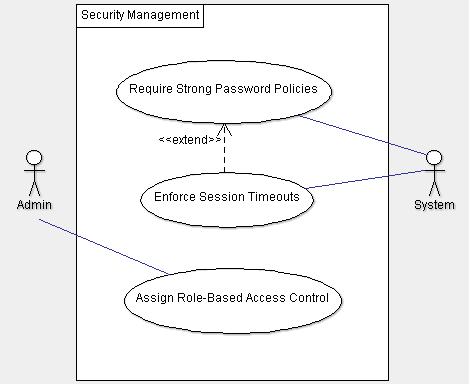 Security Management
Require Strong Password Policies
<<extend>>
Enforce Session Timeouts
Admin
System
Assign Role-Based Access Control